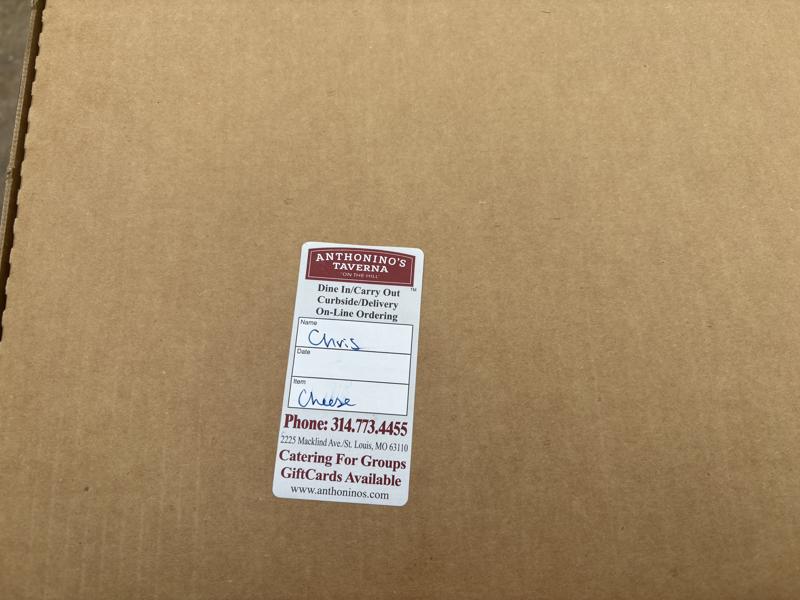 ANTHONINO'S
TAVERNA
"ON THE HILL"
TM
Dine In/Carry Out
Curbside/Delivery
On-Line Ordering
Name
Chris
Date
Item
Cheese
Phone: 314.773.4455
2225 Macklind Ave./St. Louis, MO 63110
Catering For Groups
GiftCards Available
www.anthoninos.com